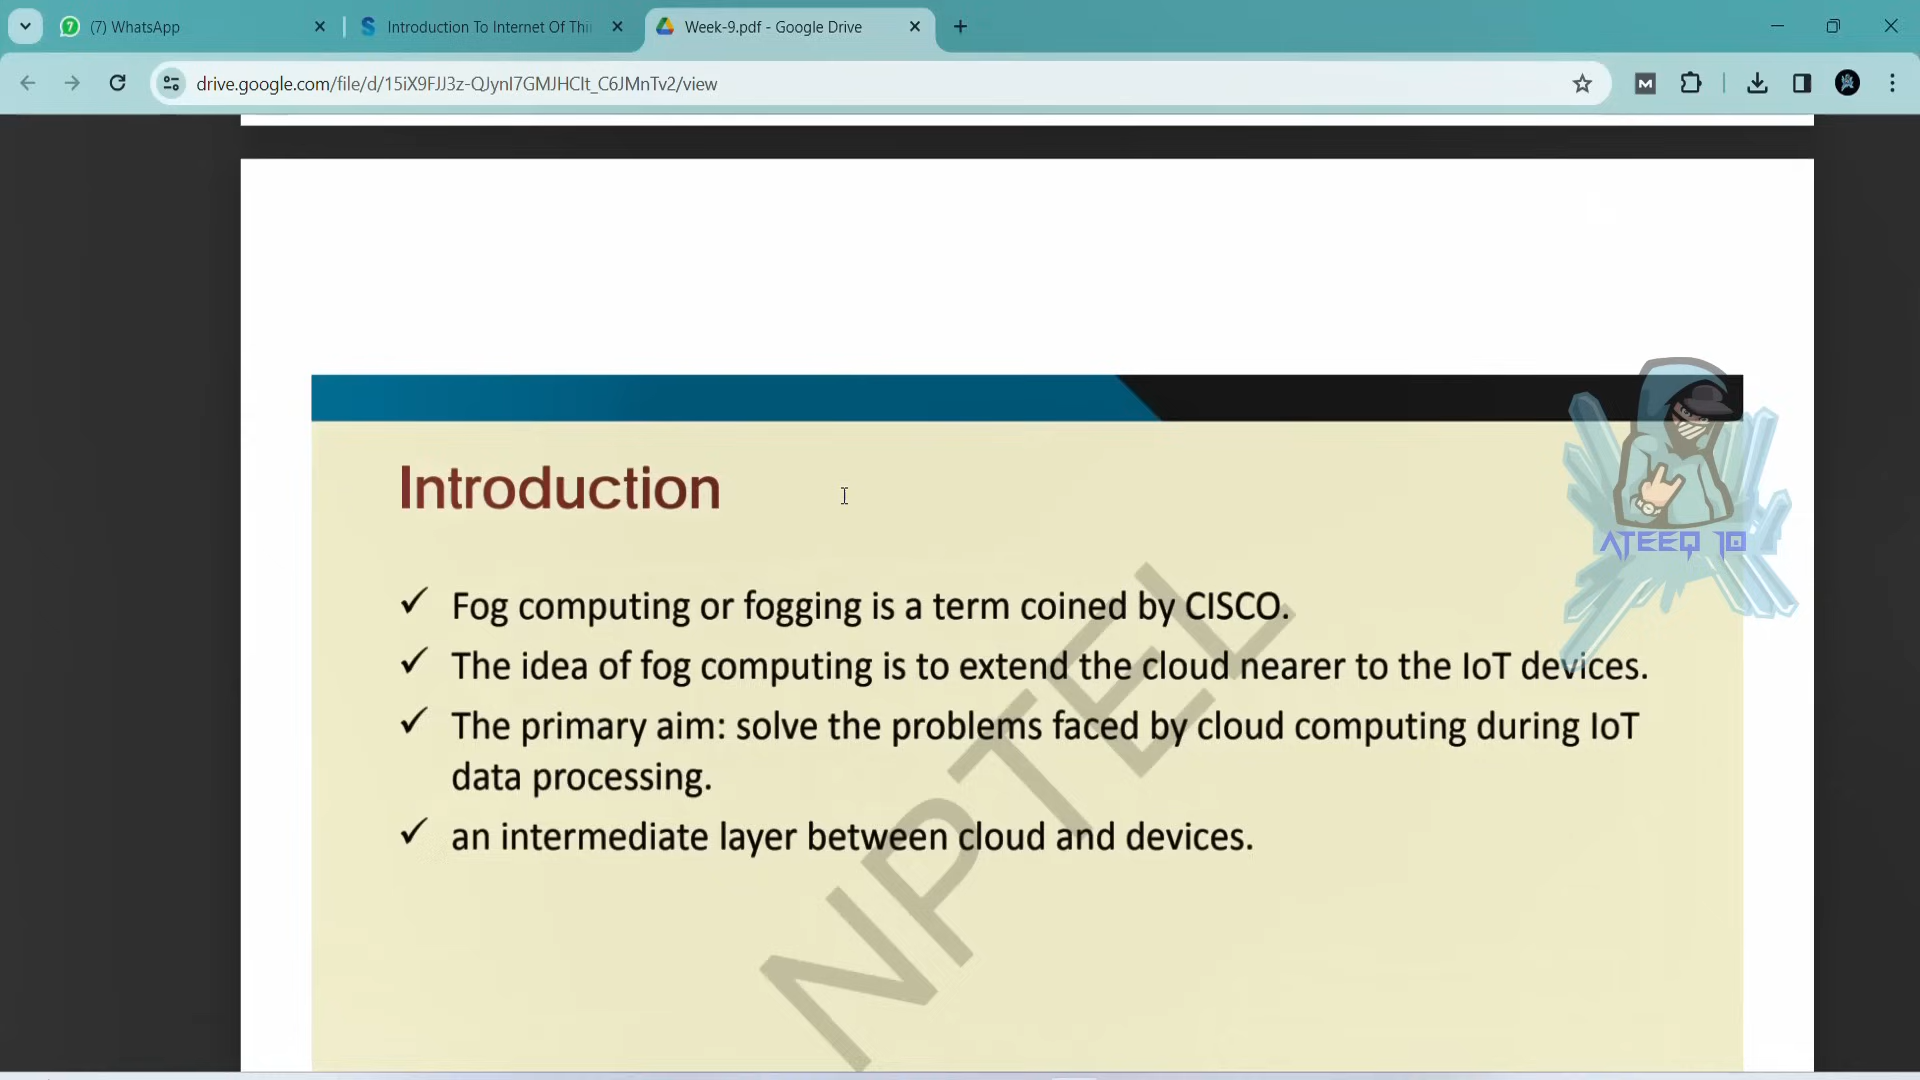 (7) WhatsApp
Introduction To Internet Of Thi
Week-9.pdf - Google Drive
drive.google.com/file/d/15iX9FJJ3z-QJynI7GMJHClt_C6JMnTv2/view
Introduction
✓ Fog computing or fogging is a term coined by CISCO.
✓ The idea of fog computing is to extend the cloud nearer to the IoT devices.
✓ The primary aim: solve the problems faced by cloud computing during IoT
data processing.
✓ an intermediate layer between cloud and devices.
NPTEL
ATEEQ 10